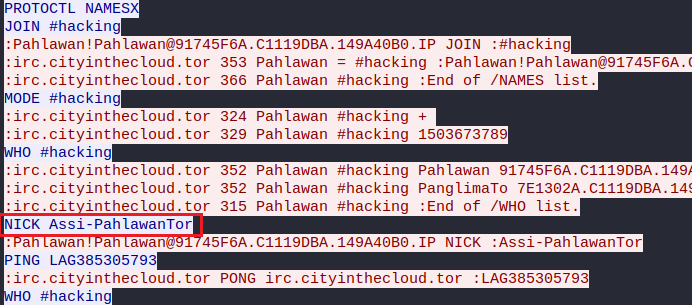 PROTOCTL NAMESX
JOIN #hacking
:Pahlawan!Pahlawan@91745F6A.C1119DBA.149A40B0.IP JOIN :#hacking
:irc.cityinthecloud.tor 353 Pahlawan = #hacking :Pahlawan!Pahlawan@91745F6A.C
:irc.cityinthecloud.tor 366 Pahlawan #hacking :End of /NAMES list.
MODE #hacking
:irc.cityinthecloud.tor 324 Pahlawan #hacking +
:irc.cityinthecloud.tor 329 Pahlawan #hacking 1503673789
WHO #hacking
:irc.cityinthecloud.tor 352 Pahlawan #hacking Pahlawan 91745F6A.C1119DBA.149A
:irc.cityinthecloud.tor 352 Pahlawan #hacking PanglimaTo 7E1302A.C1119DBA.149
:irc.cityinthecloud.tor 315 Pahlawan #hacking :End of /WHO list.
NICK Assi-PahlawanTor
:Pahlawan!Pahlawan@91745F6A.C1119DBA.149A40B0.IP NICK :Assi-PahlawanTor
PING LAG385305793
:irc.cityinthecloud.tor PONG irc.cityinthecloud.tor :LAG385305793
WHO #hacking